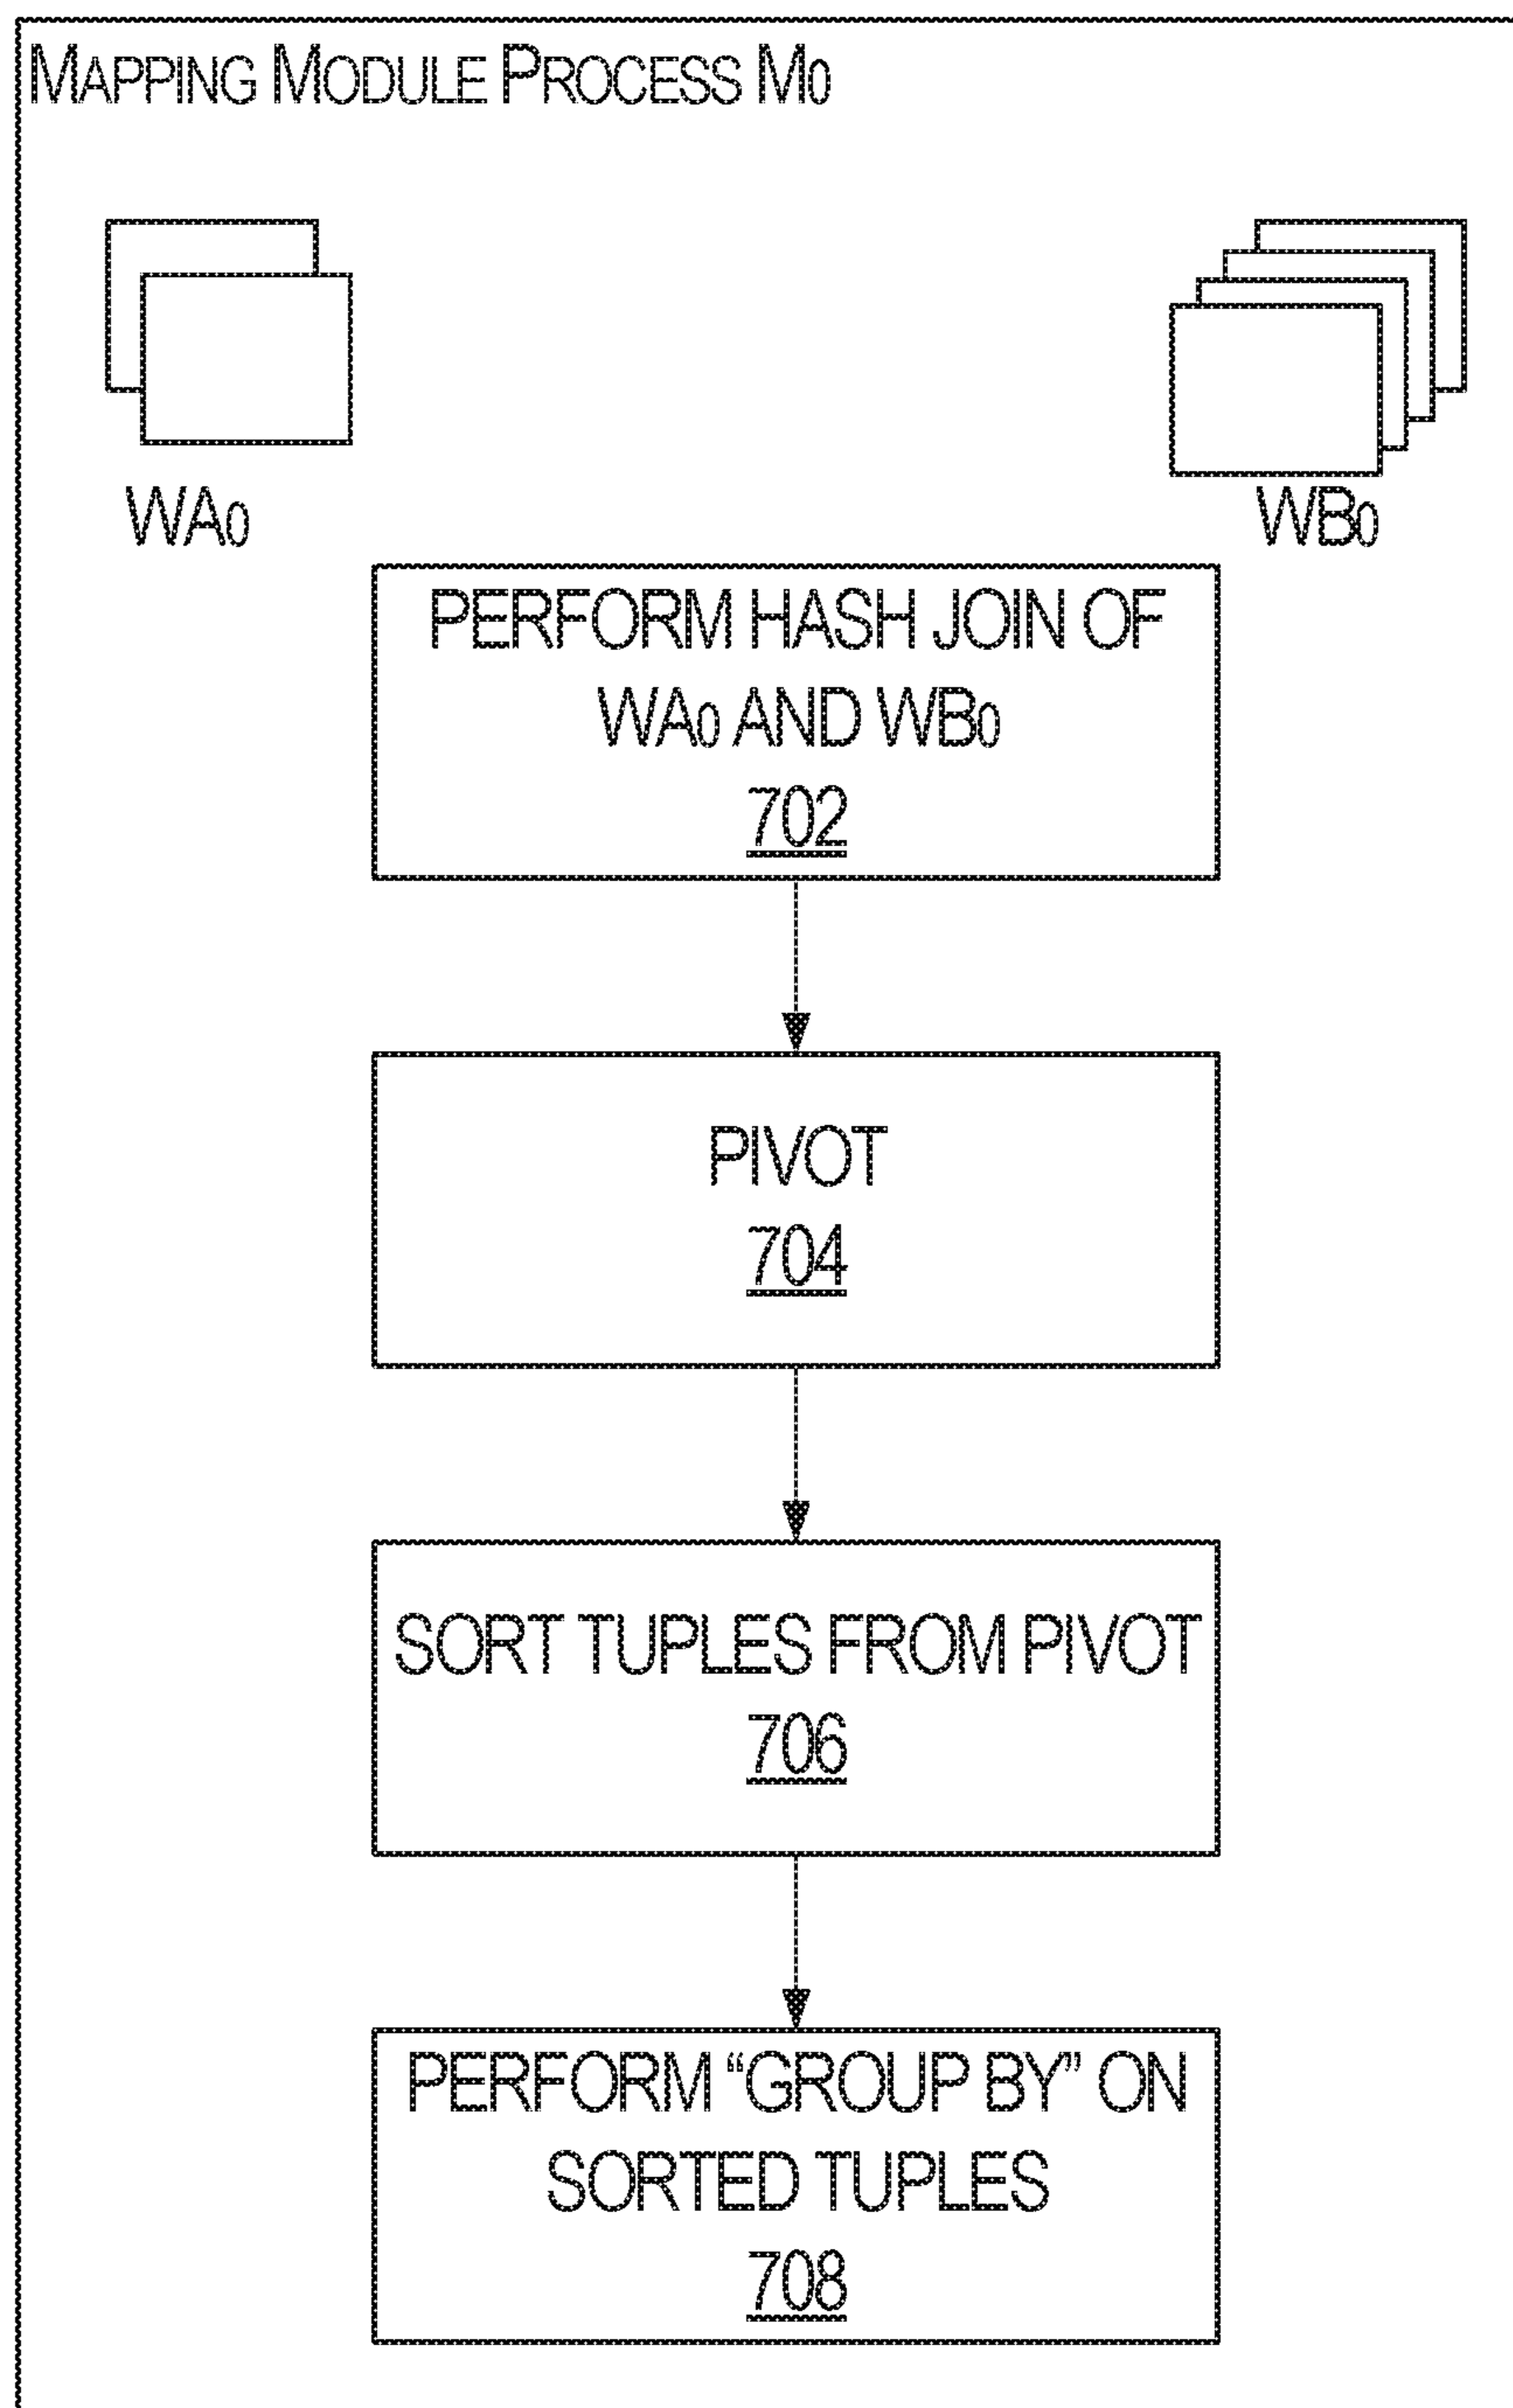 MAPPING MODULE PROCESS M0
WA0
WB0
PERFORM HASH JOIN OF
WA0 AND WB0
702
PIVOT
704
SORT TUPLES FROM PIVOT
706
PERFORM “GROUP BY” ON
SORTED TUPLES
708